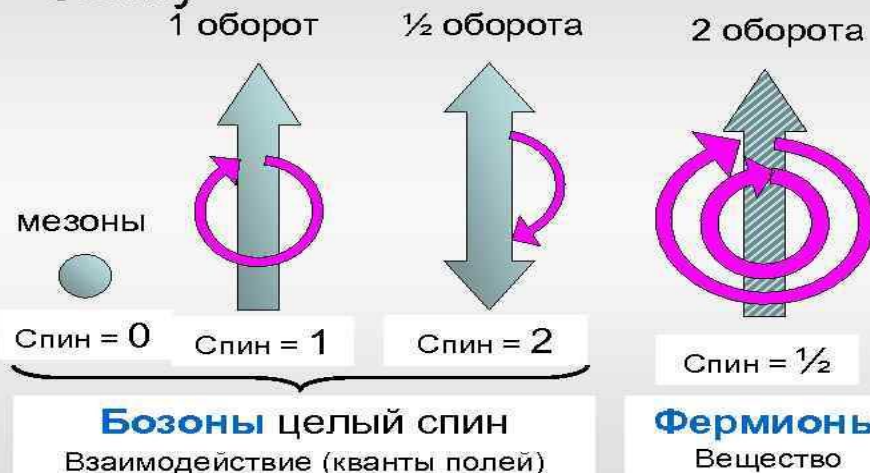 1 оборот
½ оборота
2 оборота
мезоны
Спин = 0
Спин = 1
Спин = 2
Спин = ½
Бозоны целый спин
Взаимодействие (кванты полей)
Фермионы
Вещество